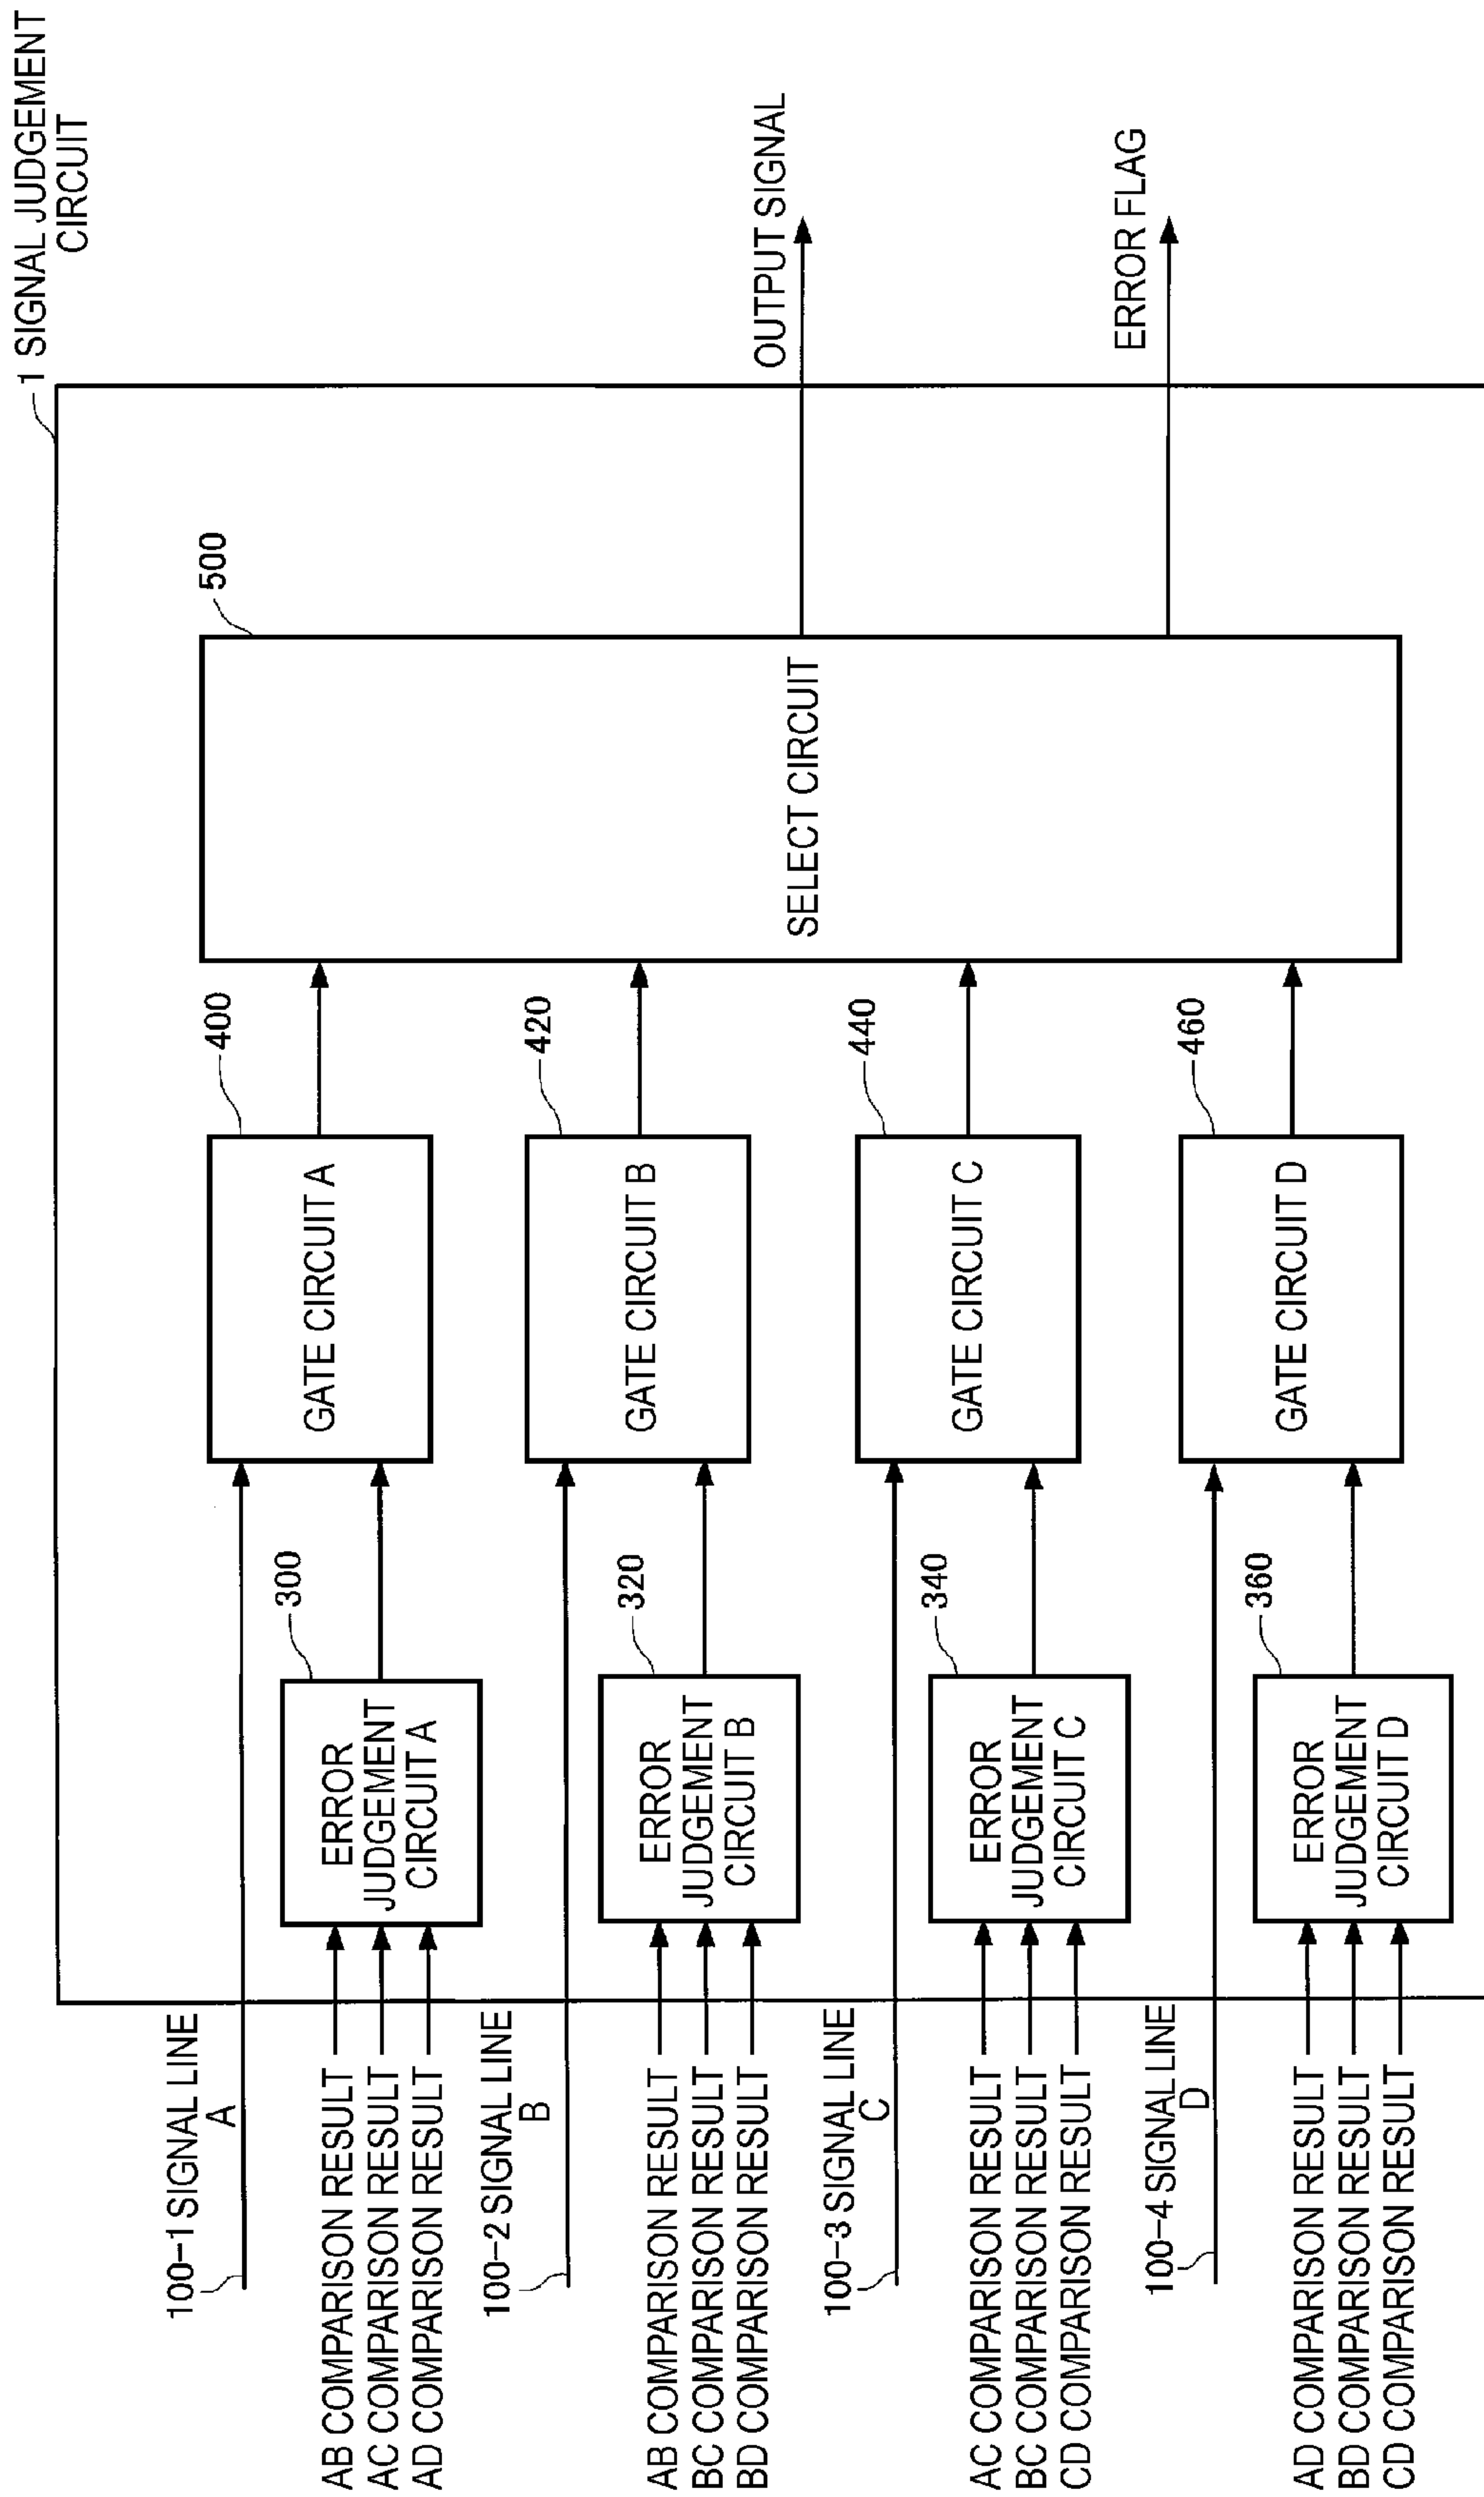 1 SIGNAL JUDGEMENT
CIRCUIT
100-1 SIGNAL LINE
A
AB COMPARISON RESULT
AC COMPARISON RESULT
AD COMPARISON RESULT
300
ERROR
JUDGEMENT
CIRCUIT A
400
GATE CIRCUIT A
100-2 SIGNAL LINE
B
AB COMPARISON RESULT
BC COMPARISON RESULT
BD COMPARISON RESULT
320
ERROR
JUDGEMENT
CIRCUIT B
420
GATE CIRCUIT B
100-3 SIGNAL LINE
C
AC COMPARISON RESULT
BC COMPARISON RESULT
CD COMPARISON RESULT
340
ERROR
JUDGEMENT
CIRCUIT C
440
GATE CIRCUIT C
100-4 SIGNAL LINE
D
AD COMPARISON RESULT
BD COMPARISON RESULT
CD COMPARISON RESULT
360
ERROR
JUDGEMENT
CIRCUIT D
460
GATE CIRCUIT D
500
SELECT CIRCUIT
OUTPUT SIGNAL
ERROR FLAG